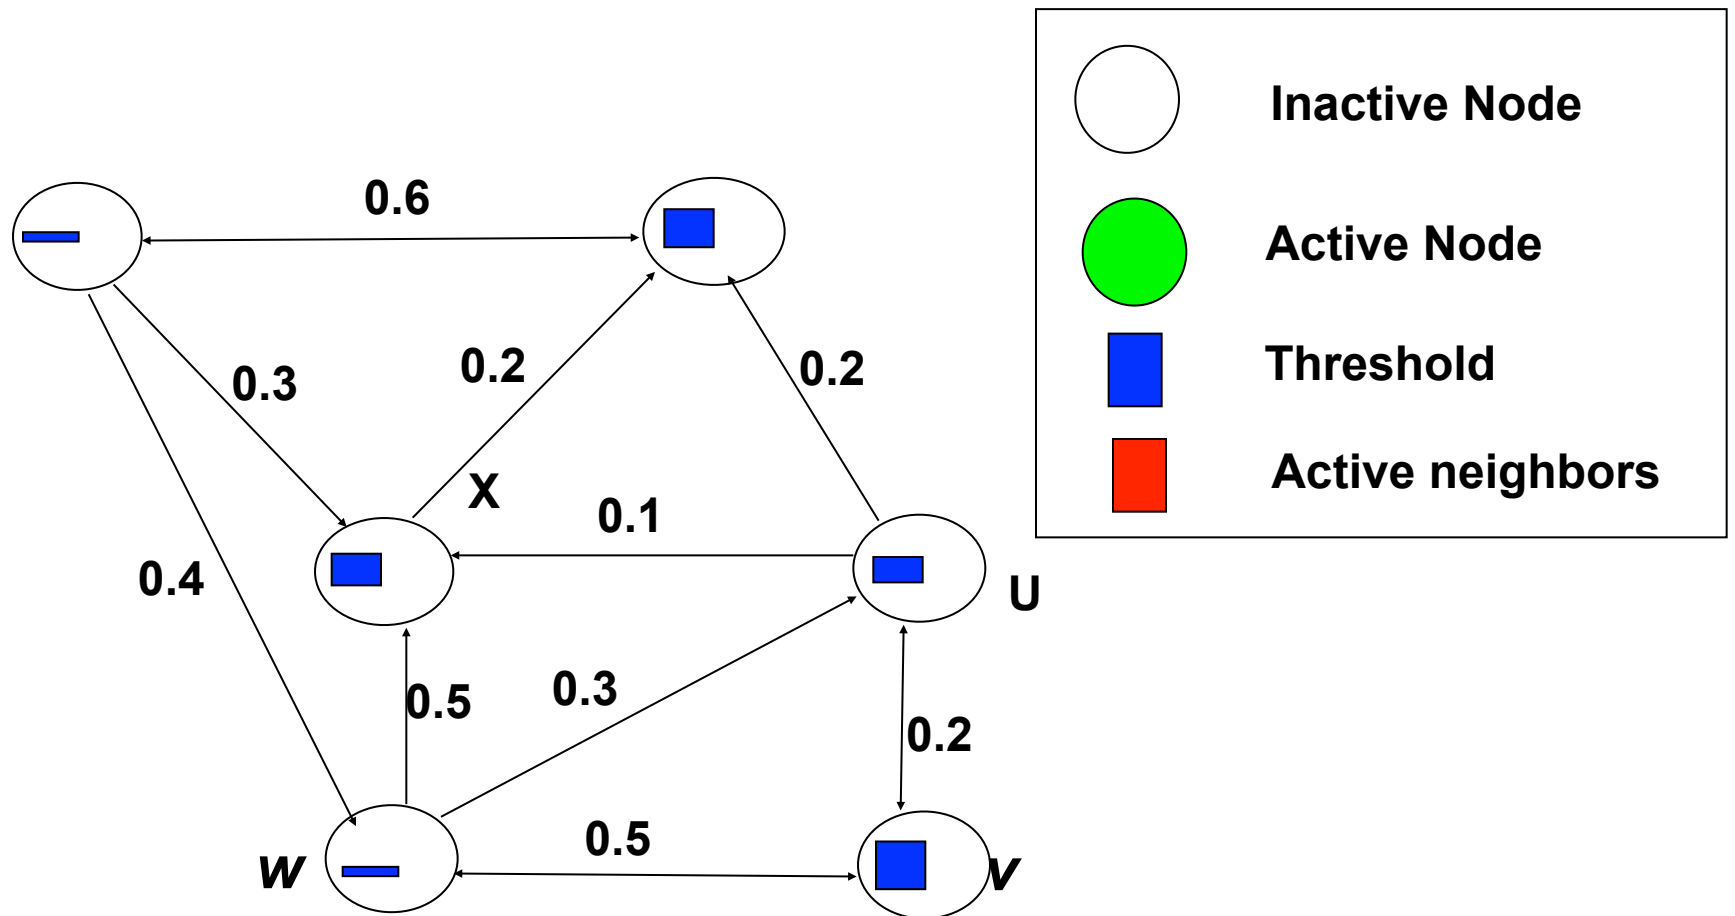 Inactive Node
0.6
Active Node
0.2
0.2
Threshold
0.3
X
Active neighbors
0.1
0.4
U
0.5
0.3
0.2
0.5
w
v